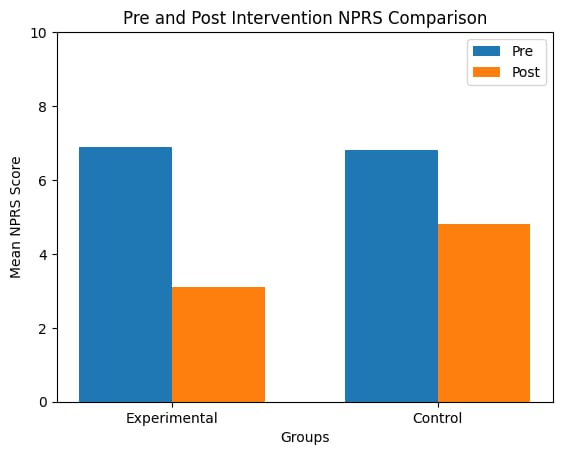 Pre and Post Intervention NPRS Comparison
10
8
6
4
2
0
Mean NPRS Score
Pre
Post
Experimental
Control
Groups